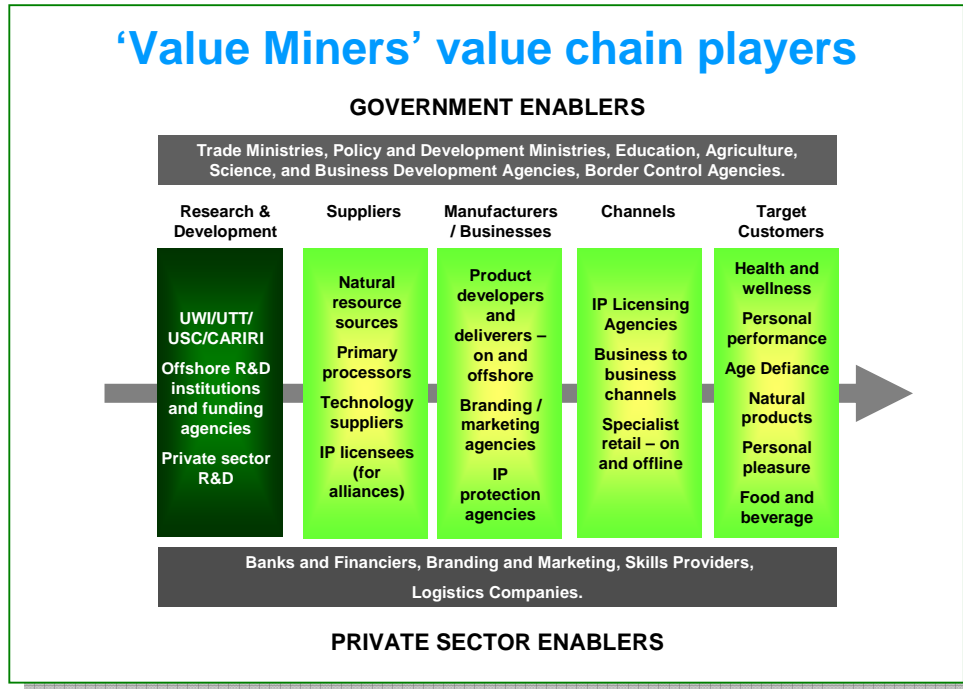 ‘Value Miners’ value chain players
GOVERNMENT ENABLERS
Trade Ministries, Policy and Development Ministries, Education, Agriculture,
Science, and Business Development Agencies, Border Control Agencies.
Research &
Development
UWI/UTT/
USC/CARIRI
Offshore R&D
institutions
and funding
agencies
Private sector
R&D
Suppliers
Natural
resource
sources
Primary
processors
Technology
suppliers
IP licensees
(for
alliances)
Manufacturers
/ Businesses
Product
developers
and
deliverers –
on and
offshore
Branding /
marketing
agencies
IP
protection
agencies
Channels
IP Licensing
Agencies
Business to
business
channels
Specialist
retail – on
and offline
Target
Customers
Health and
wellness
Personal
performance
Age Defiance
Natural
products
Personal
pleasure
Food and
beverage
Banks and Financiers, Branding and Marketing, Skills Providers,
Logistics Companies.
PRIVATE SECTOR ENABLERS